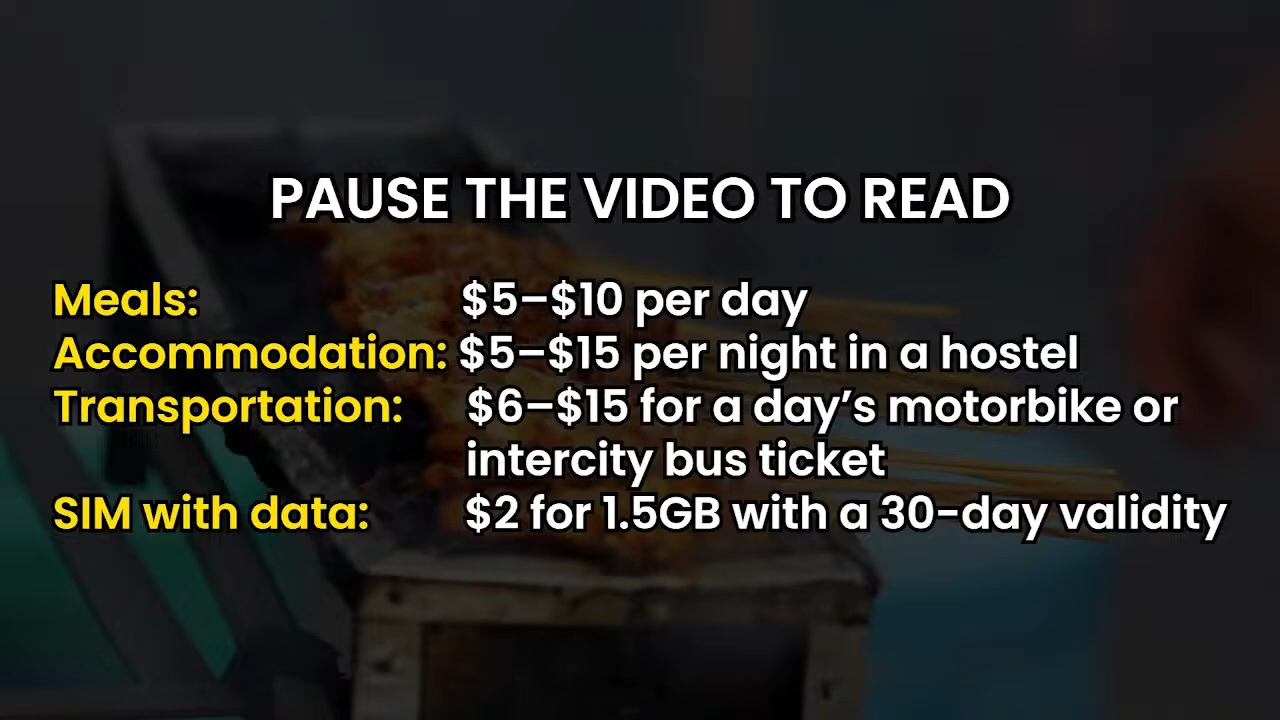 PAUSE THE VIDEO TO READ
Meals: $5–$10 per day
Accommodation: $5–$15 per night in a hostel
Transportation: $6–$15 for a day’s motorbike or
intercity bus ticket
SIM with data: $2 for 1.5GB with a 30-day validity